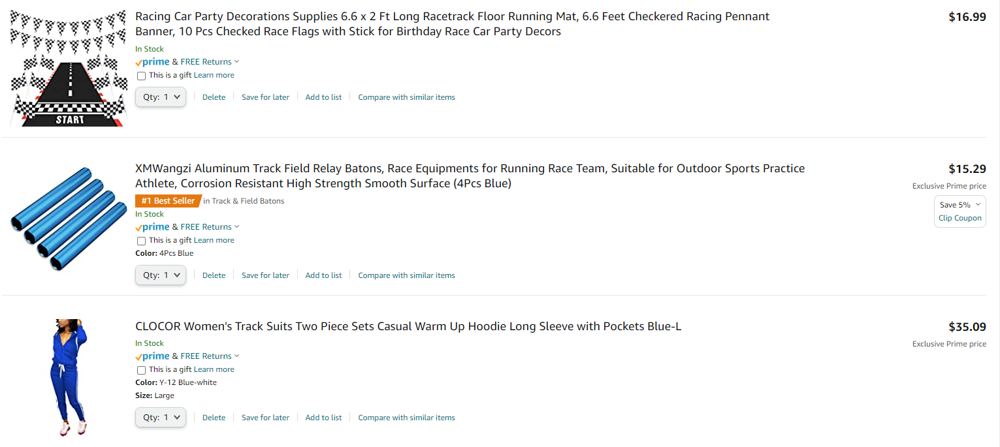 Racing Car Party Decorations Supplies 6.6 x 2 Ft Long Racetrack Floor Running Mat, 6.6 Feet Checkered Racing Pennant
Banner, 10 Pcs Checked Race Flags with Stick for Birthday Race Car Party Decors
$16.99
In Stock
prime & FREE Returns
This is a gift Learn more
Qty: 1
Delete
Save for later
Add to list
Compare with similar items
START
XMWangzi Aluminum Track Field Relay Batons, Race Equipments for Running Race Team, Suitable for Outdoor Sports Practice
Athlete, Corrosion Resistant High Strength Smooth Surface (4Pcs Blue)
$15.29
Exclusive Prime price
Save 5%
Clip Coupon
#1 Best Seller in Track & Field Batons
In Stock
prime & FREE Returns
This is a gift Learn more
Color: 4Pcs Blue
Qty: 1
Delete
Save for later
Add to list
Compare with similar items
CLOCOR Women's Track Suits Two Piece Sets Casual Warm Up Hoodie Long Sleeve with Pockets Blue-L
$35.09
Exclusive Prime price
In Stock
prime & FREE Returns
This is a gift Learn more
Color: Y-12 Blue-white
Size: Large
Qty: 1
Delete
Save for later
Add to list
Compare with similar items